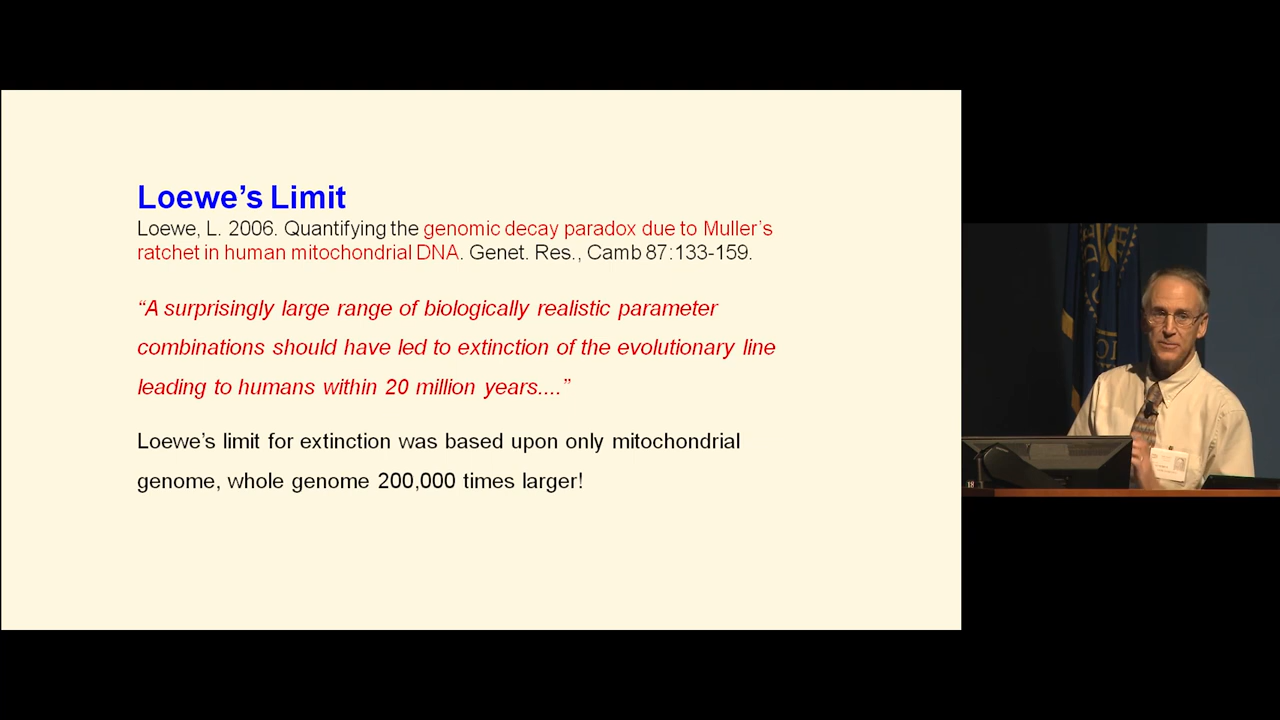 Loewe’s Limit
Loewe, L. 2006. Quantifying the genomic decay paradox due to Muller’s
ratchet in human mitochondrial DNA. Genet. Res., Camb 87:133-159.
“A surprisingly large range of biologically realistic parameter
combinations should have led to extinction of the evolutionary line
leading to humans within 20 million years....”
Loewe’s limit for extinction was based upon only mitochondrial
genome, whole genome 200,000 times larger!
18